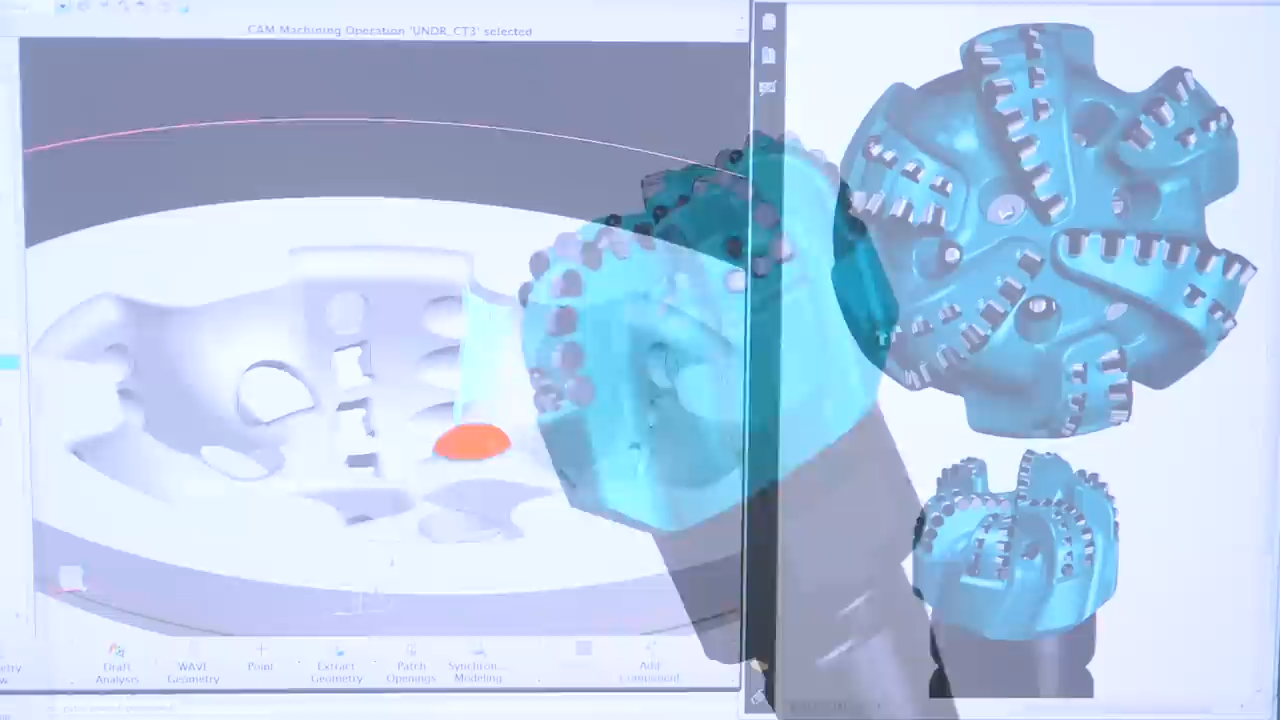 CAM Machining Operation 'UNDR_CT3' selected
Draft
Analysis
WAVE
Geometry
Point
Extract
Geometry
Patch
Openings
Synchron...
Modeling
Add
Component